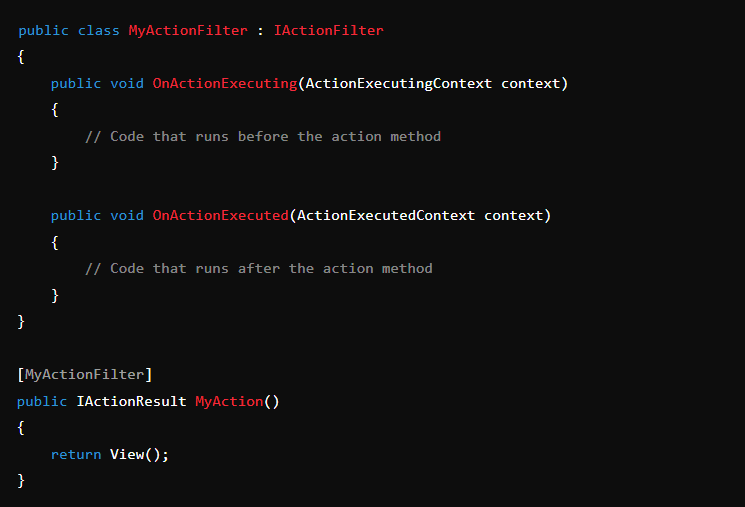 public class MyActionFilter : IActionFilter
{
    public void OnActionExecuting(ActionExecutingContext context)
    {
        // Code that runs before the action method
    }

    public void OnActionExecuted(ActionExecutedContext context)
    {
        // Code that runs after the action method
    }
}

[MyActionFilter]
public IActionResult MyAction()
{
    return View();
}